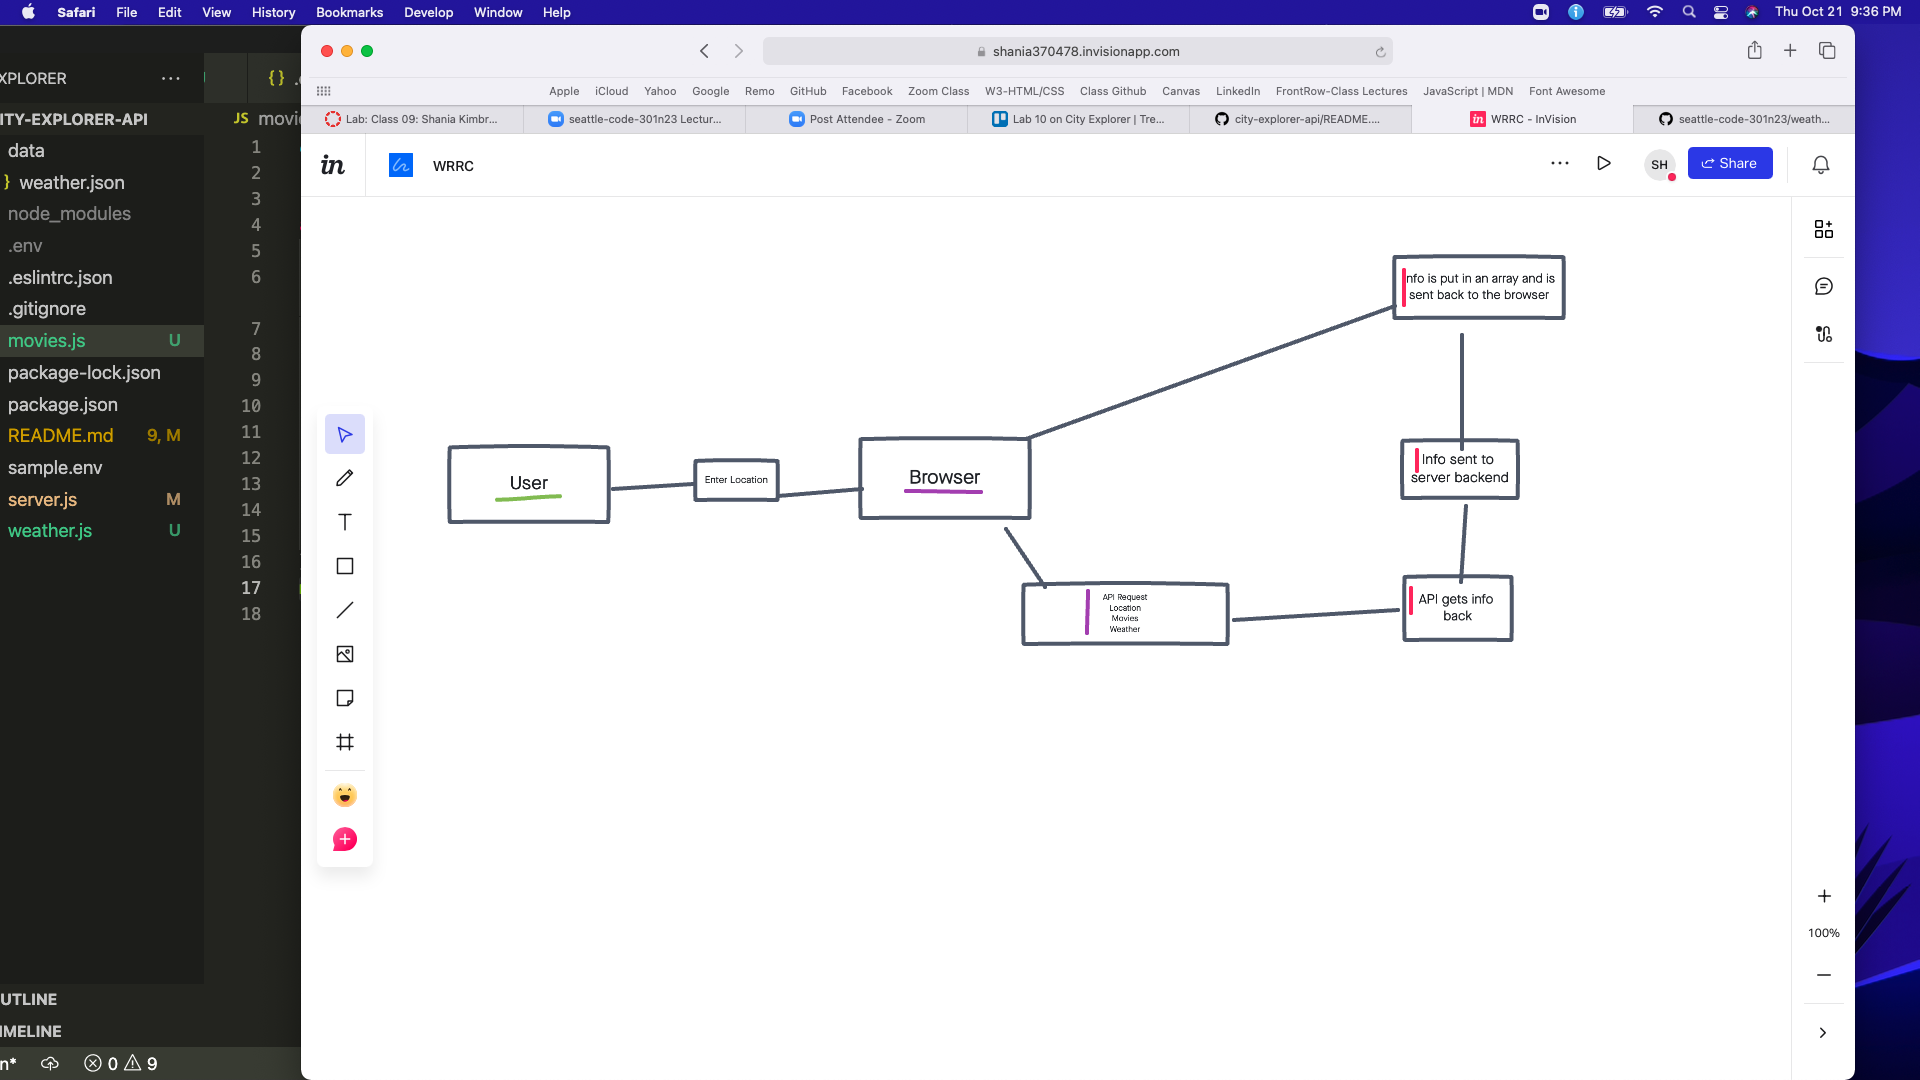 Safari File Edit View History Bookmarks Develop Window Help Thu Oct 21 9:36 PM
shania370478.invisionapp.com
Apple iCloud Yahoo Google Remo GitHub Facebook Zoom Class W3-HTML/CSS Class Github Canvas LinkedIn FrontRow-Class Lectures JavaScript | MDN Font Awesome
Lab: Class 09: Shania Kimbr... seattle-code-301n23 Lectur... Post Attendee - Zoom Lab 10 on City Explorer | Tre... city-explorer-api/README.... in WRRC - InVision seattle-code-301n23/weath...
in WRRC ... SH Share
XPLORER ...
{} .
ITY-EXPLORER-API
JS movi
data
} weather.json
node_modules
.env
.eslintrc.json
.gitignore
movies.js U
package-lock.json
package.json
README.md 9, M
sample.env
server.js M
weather.js U
UTLINE
IMELINE
n* 0 9
1
2
3
4
5
6
7
8
9
10
11
12
13
14
15
16
17
18
T
nfo is put in an array and is
sent back to the browser
User
Enter Location
Browser
Info sent to
server backend
API Request
Location
Movies
Weather
API gets info
back
+
100%
−